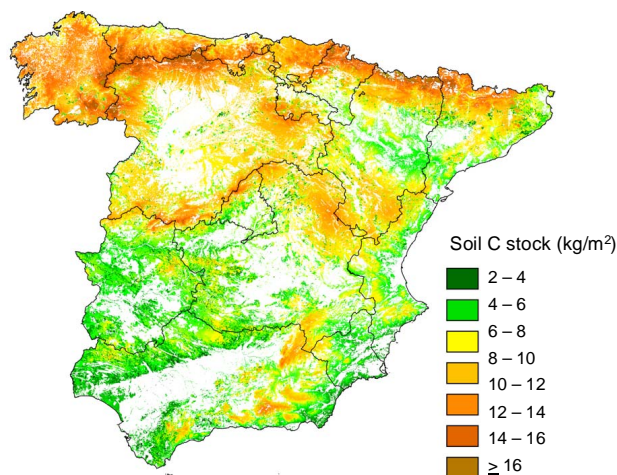 Soil C stock (kg/m²)
2 – 4
4 – 6
6 – 8
8 – 10
10 – 12
12 – 14
14 – 16
≥ 16